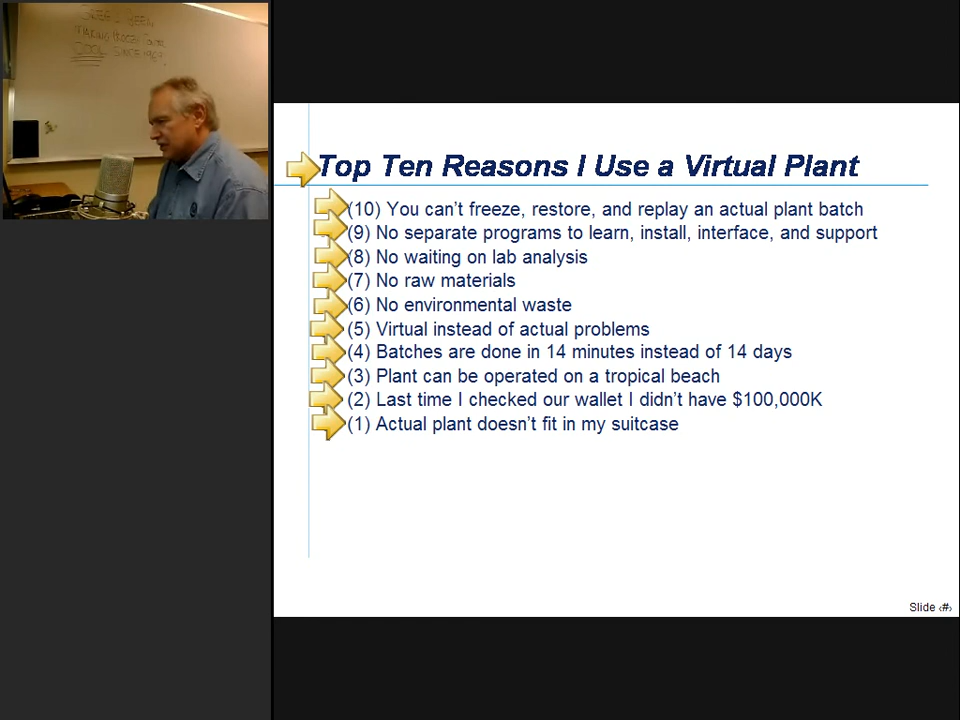 BEEN
MAKING
COOL SINCE
Top Ten Reasons I Use a Virtual Plant
(10) You can't freeze, restore, and replay an actual plant batch
(9) No separate programs to learn, install, interface, and support
(8) No waiting on lab analysis
(7) No raw materials
(6) No environmental waste
(5) Virtual instead of actual problems
(4) Batches are done in 14 minutes instead of 14 days
(3) Plant can be operated on a tropical beach
(2) Last time I checked our wallet I didn't have $100,000K
(1) Actual plant doesn't fit in my suitcase
Slide ‹#›